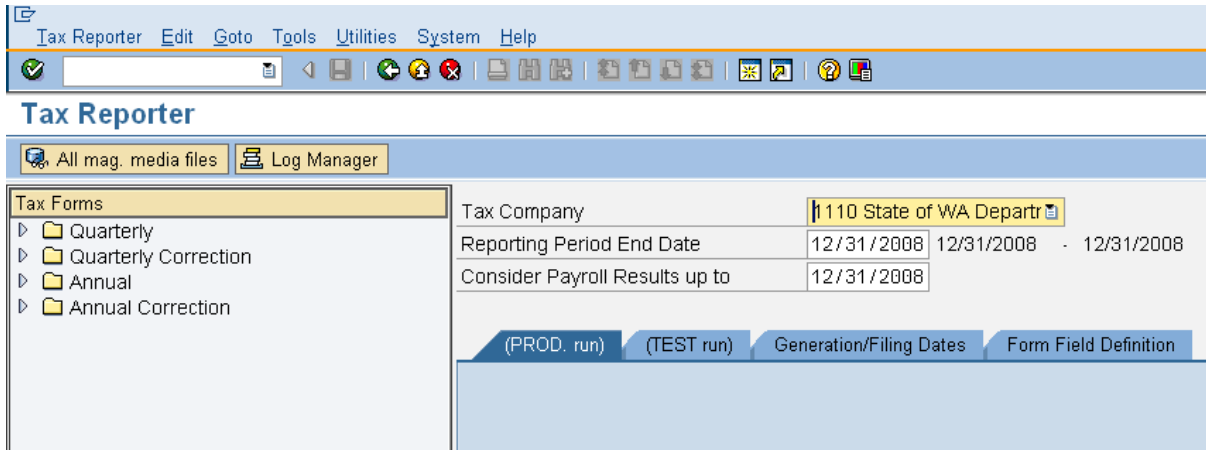 Tax Reporter Edit Goto Tools Utilities System Help
Tax Reporter
All mag. media files Log Manager
Tax Forms
Quarterly
Quarterly Correction
Annual
Annual Correction
Tax Company 1110 State of WA Departr
Reporting Period End Date 12/31/2008 12/31/2008 - 12/31/2008
Consider Payroll Results up to 12/31/2008
(PROD. run) (TEST run) Generation/Filing Dates Form Field Definition